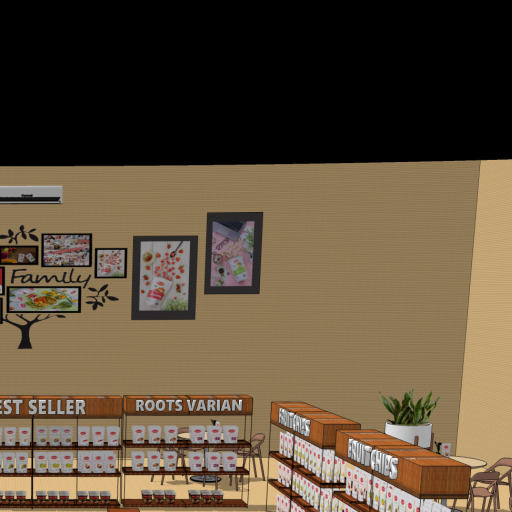 Family
EST SELLER
ROOTS VARIAN
FRUIT CHIPS
FRUIT CHIPS